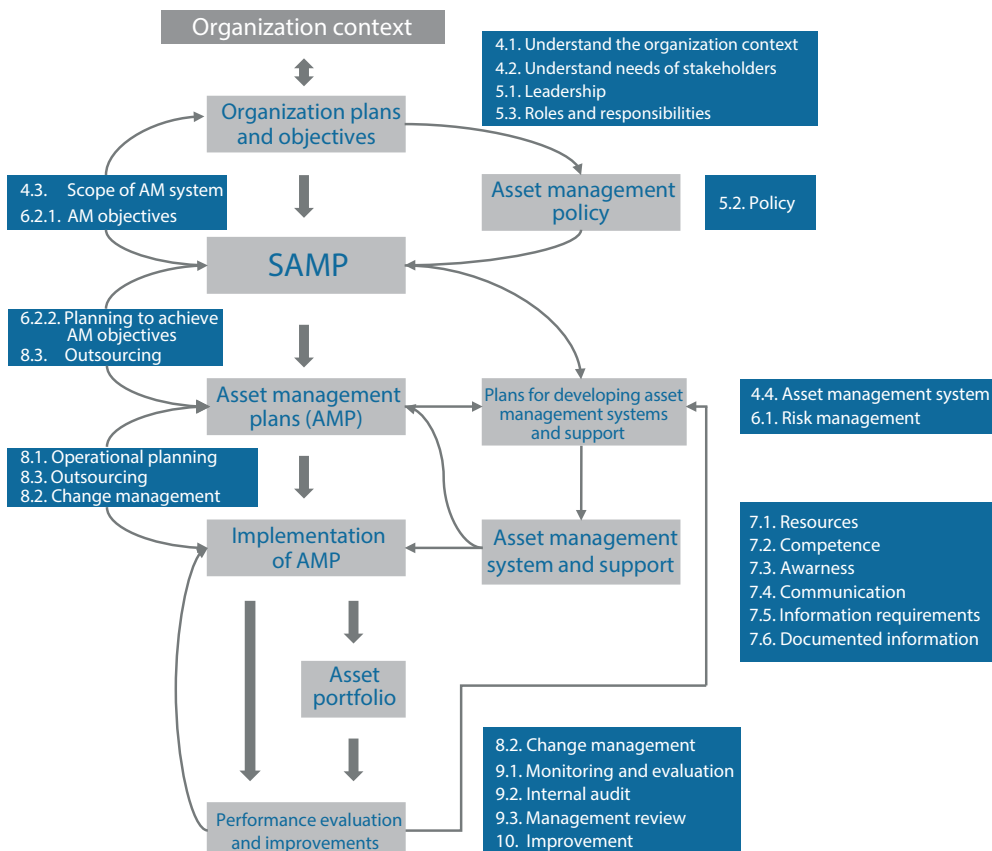 Organization context
4.1. Understand the organization context
4.2. Understand needs of stakeholders
5.1. Leadership
5.3. Roles and responsibilities
Organization plans
and objectives
4.3. Scope of AM system
6.2.1. AM objectives
Asset management
policy
5.2. Policy
SAMP
6.2.2. Planning to achieve
AM objectives
8.3. Outsourcing
Asset management
plans (AMP)
Plans for developing asset
management systems
and support
4.4. Asset management system
6.1. Risk management
8.1. Operational planning
8.3. Outsourcing
8.2. Change management
Implementation
of AMP
Asset management
system and support
7.1. Resources
7.2. Competence
7.3. Awarness
7.4. Communication
7.5. Information requirements
7.6. Documented information
Asset
portfolio
8.2. Change management
9.1. Monitoring and evaluation
9.2. Internal audit
9.3. Management review
10. Improvement
Performance evaluation
and improvements